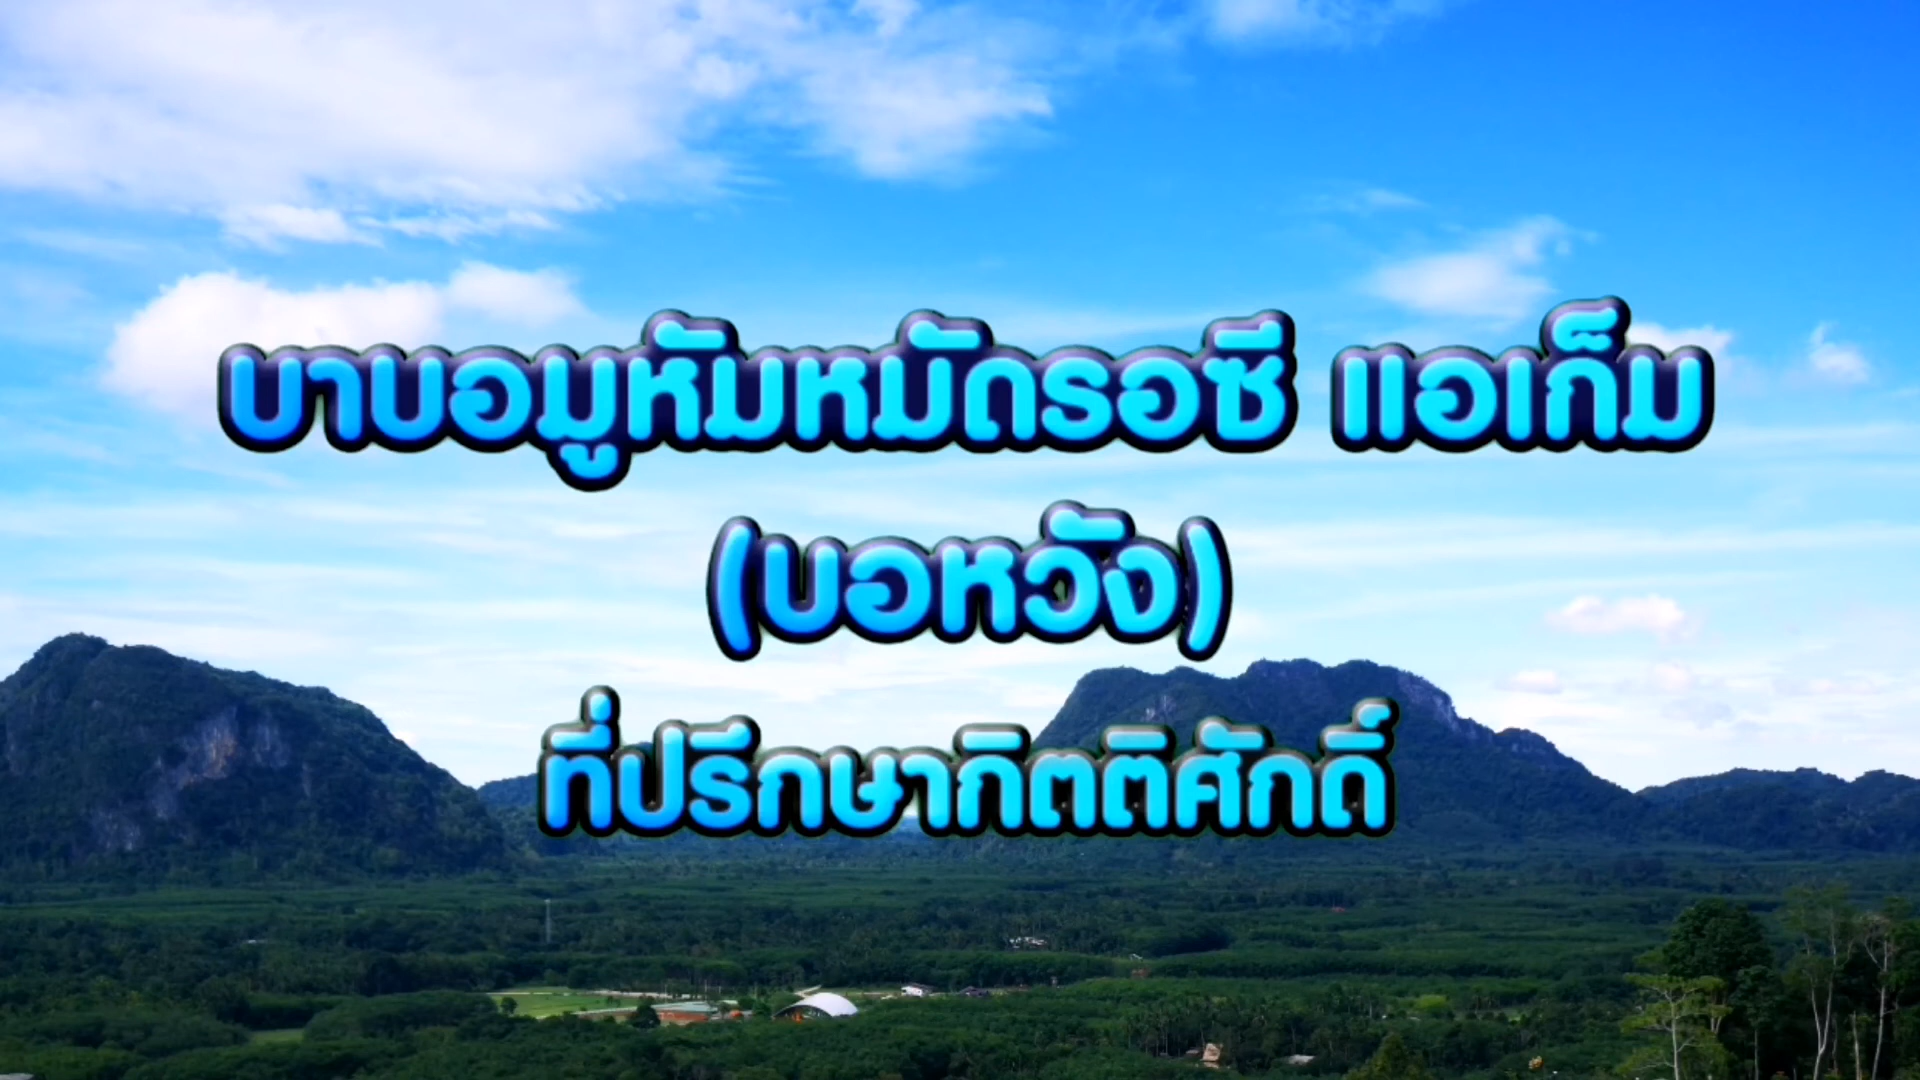 บาบอมูหัมหมัดรอซี แอเก็ม
(บอหวัง)
ที่ปรึกษากิตติศักดิ์